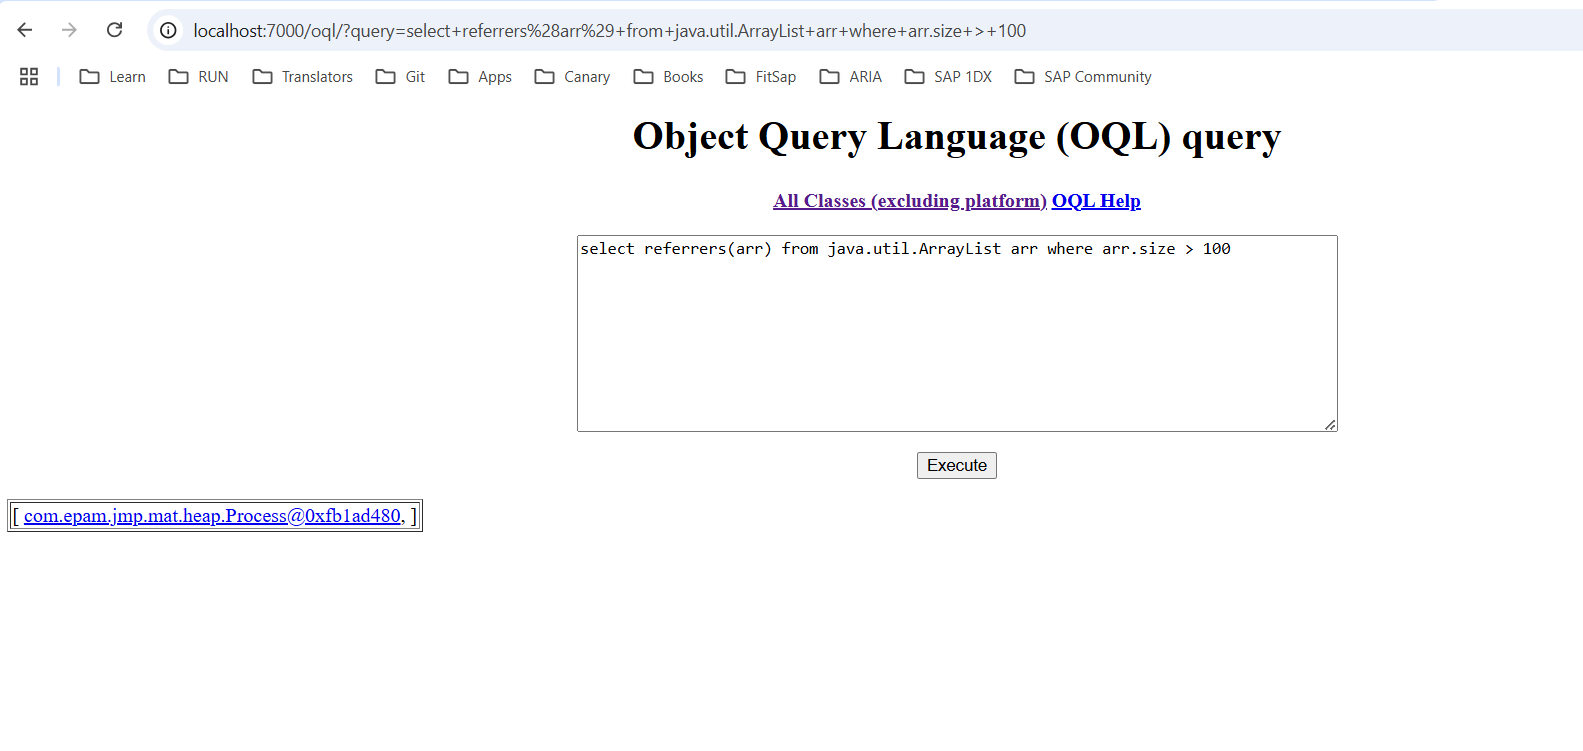 localhost:7000/oql/?query=select+referrers%28arr%29+from+java.util.ArrayList+arr+where+arr.size+>+100
Learn RUN Translators Git Apps Canary Books FitSap ARIA SAP 1DX SAP Community
Object Query Language (OQL) query
All Classes (excluding platform) OQL Help
select referrers(arr) from java.util.ArrayList arr where arr.size > 100
Execute
[ com.epam.jmp.mat.heap.Process@0xfb1ad480, ]